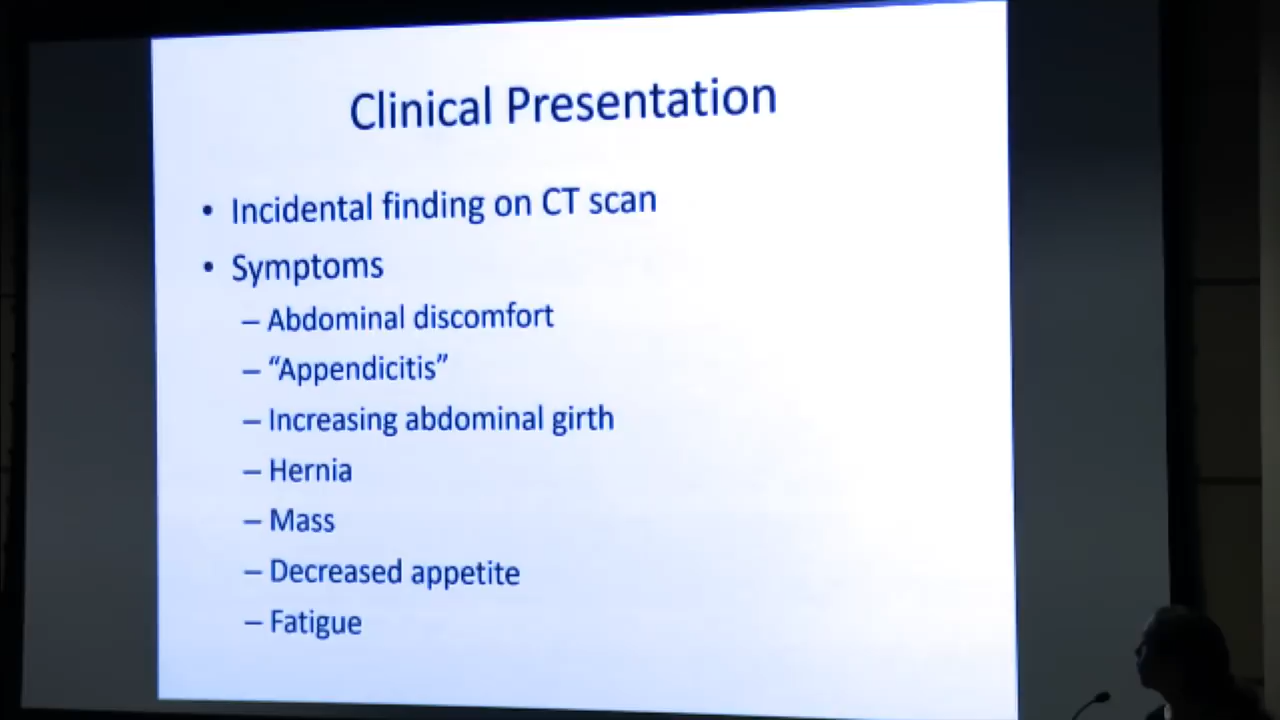 Clinical Presentation
• Incidental finding on CT scan
• Symptoms
– Abdominal discomfort
– “Appendicitis”
– Increasing abdominal girth
– Hernia
– Mass
– Decreased appetite
– Fatigue